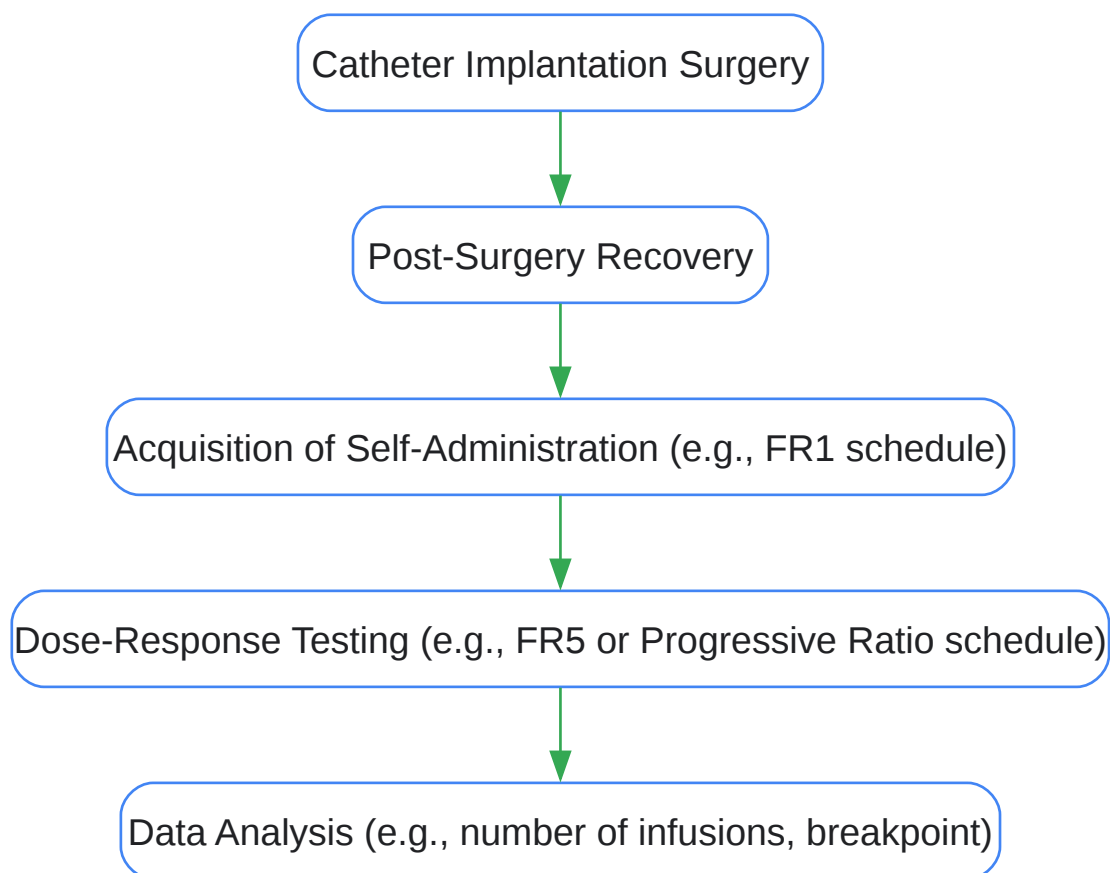 Catheter Implantation Surgery
Post-Surgery Recovery
Acquisition of Self-Administration (e.g., FR1 schedule)
Dose-Response Testing (e.g., FR5 or Progressive Ratio schedule)
Data Analysis (e.g., number of infusions, breakpoint)